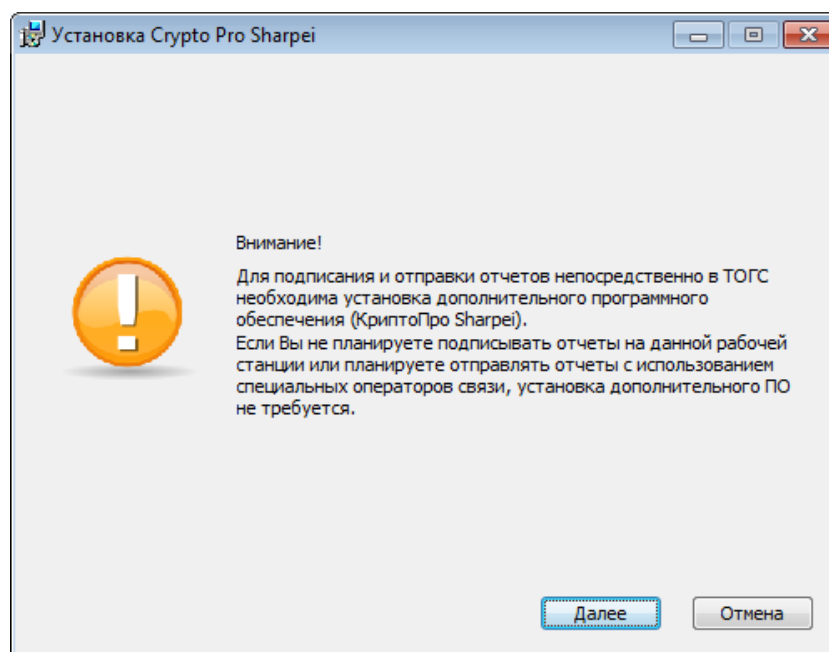 Установка Crypto Pro Sharpei
Внимание!
Для подписания и отправки отчетов непосредственно в ТОГС
необходима установка дополнительного программного
обеспечения (КриптоПро Sharpei).
Если Вы не планируете подписывать отчеты на данной рабочей
станции или планируете отправлять отчеты с использованием
специальных операторов связи, установка дополнительного ПО
не требуется.
Далее
Отмена